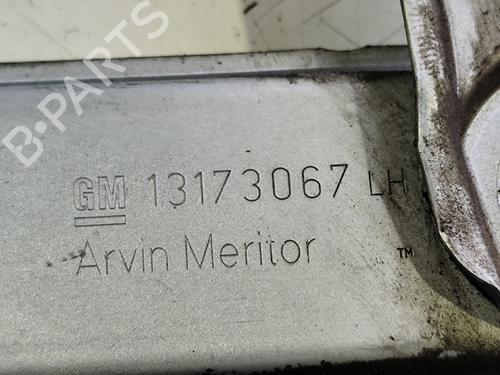 B-PARTS
GM 13173067 LH
Arvin Meritor ™